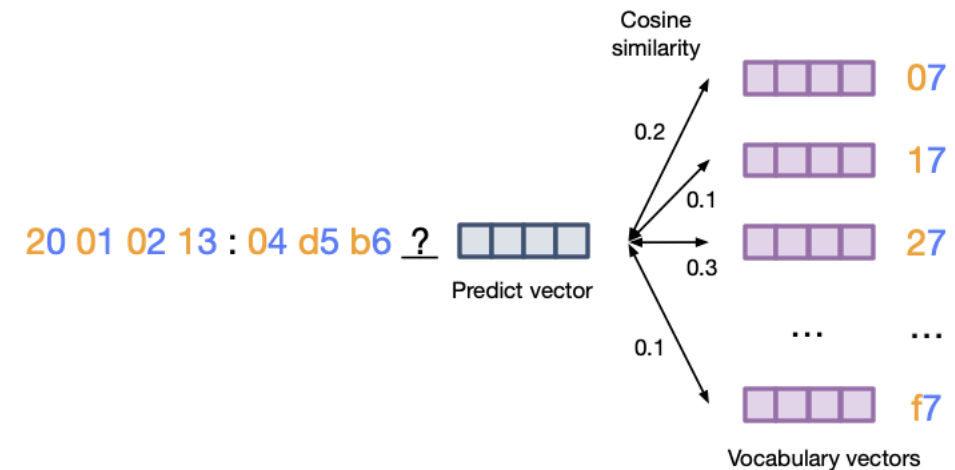 Cosine
similarity
07
0.2
17
0.1
20 01 02 13 : 04 d5 b6 ?
27
0.3
Predict vector
... ...
0.1
f7
Vocabulary vectors